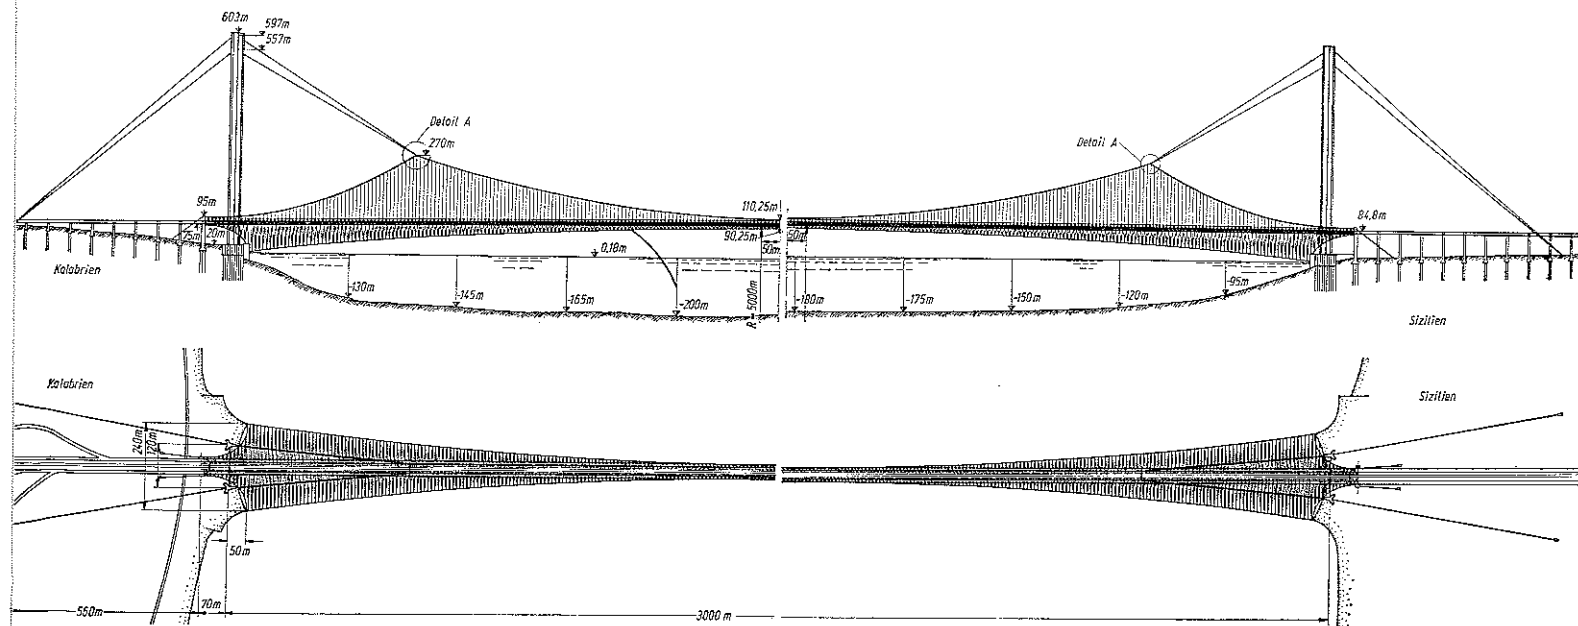 603m
597m
557m
Detail A
270m
Detail A
95m
110,25m
84,8m
75m
20m
90,25m
50m
50m
0,18m
Kalabrien
-130m
-145m
-165m
-200m
R = 5000m
-180m
-175m
-150m
-120m
-95m
Sizilien
Kalabrien
Sizilien
240m
120m
50m
70m
3000 m